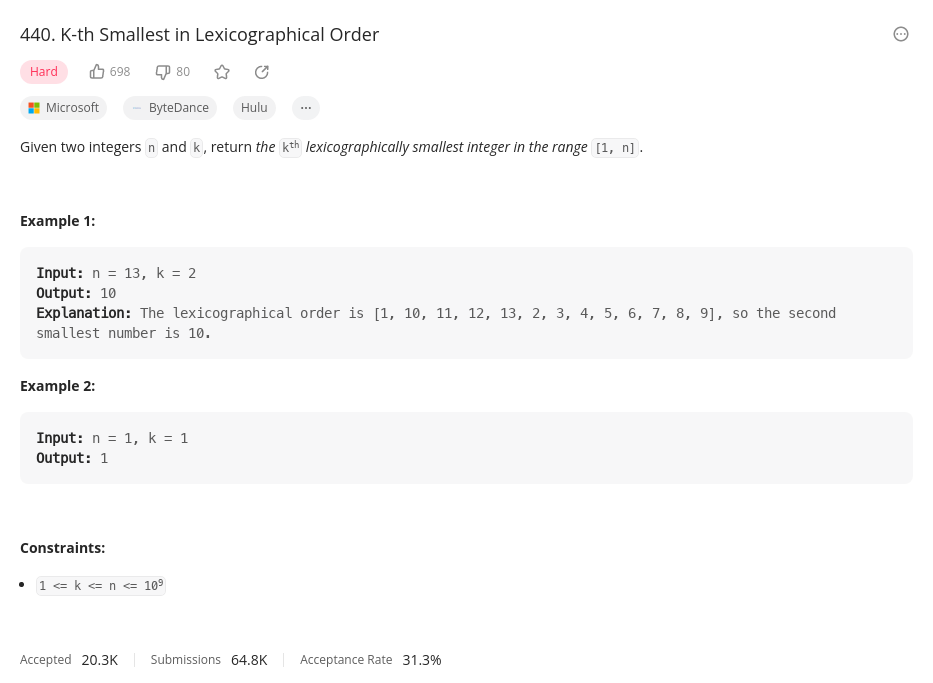 440. K-th Smallest in Lexicographical Order
Hard 698 80
Microsoft ByteDance Hulu ...
Given two integers n and k, return the kth lexicographically smallest integer in the range [1, n].
Example 1:
Input: n = 13, k = 2
Output: 10
Explanation: The lexicographical order is [1, 10, 11, 12, 13, 2, 3, 4, 5, 6, 7, 8, 9], so the second
smallest number is 10.
Example 2:
Input: n = 1, k = 1
Output: 1
Constraints:
• 1 <= k <= n <= 10⁹
Accepted 20.3K Submissions 64.8K Acceptance Rate 31.3%